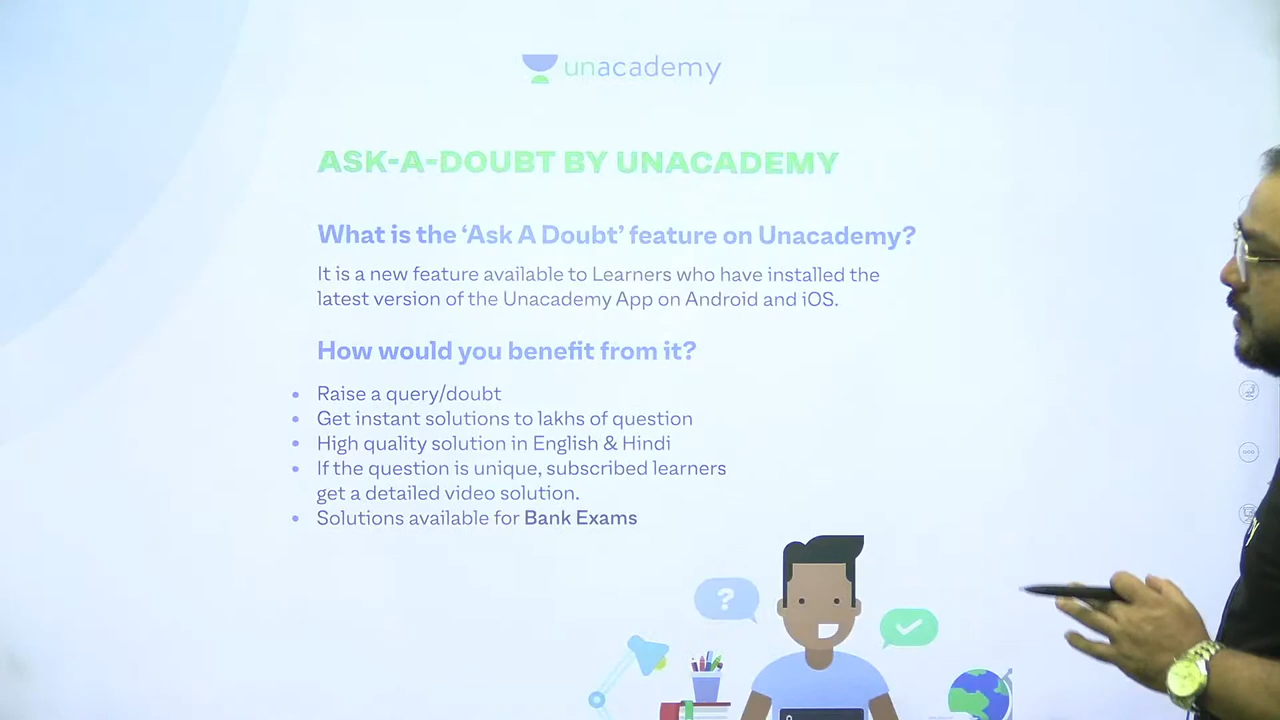 unacademy
ASK-A-DOUBT BY UNACADEMY
What is the ‘Ask A Doubt’ feature on Unacademy?
It is a new feature available to Learners who have installed the
latest version of the Unacademy App on Android and iOS.
How would you benefit from it?
• Raise a query/doubt
• Get instant solutions to lakhs of question
• High quality solution in English & Hindi
• If the question is unique, subscribed learners
get a detailed video solution.
• Solutions available for Bank Exams
?